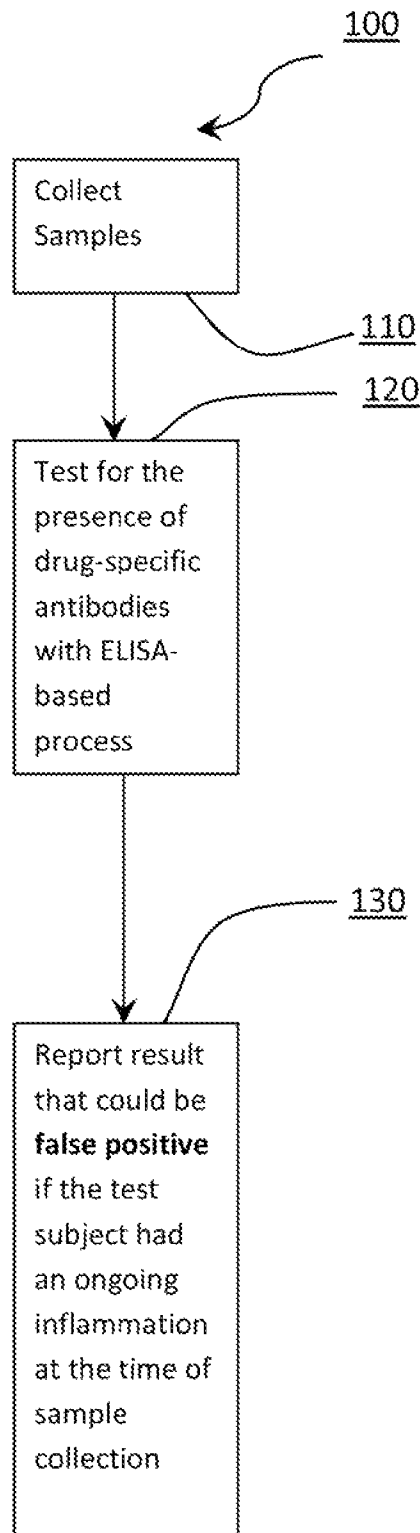 100
Collect
Samples
110
120
Test for the
presence of
drug-specific
antibodies
with ELISA-
based
process
130
Report result
that could be
false positive
if the test
subject had
an ongoing
inflammation
at the time of
sample
collection